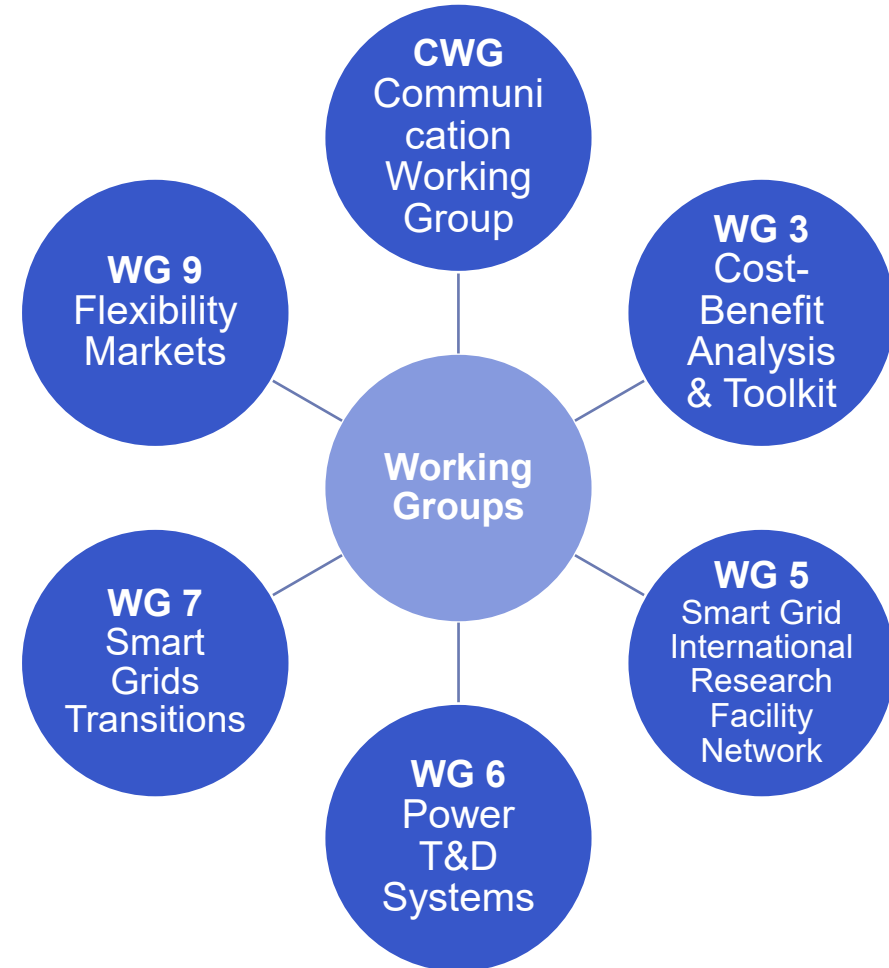 CWG
Communi
cation
Working
Group
WG 3
Cost-
Benefit
Analysis
& Toolkit
WG 5
Smart Grid
International
Research
Facility
Network
WG 6
Power
T&D
Systems
WG 7
Smart
Grids
Transitions
WG 9
Flexibility
Markets
Working
Groups